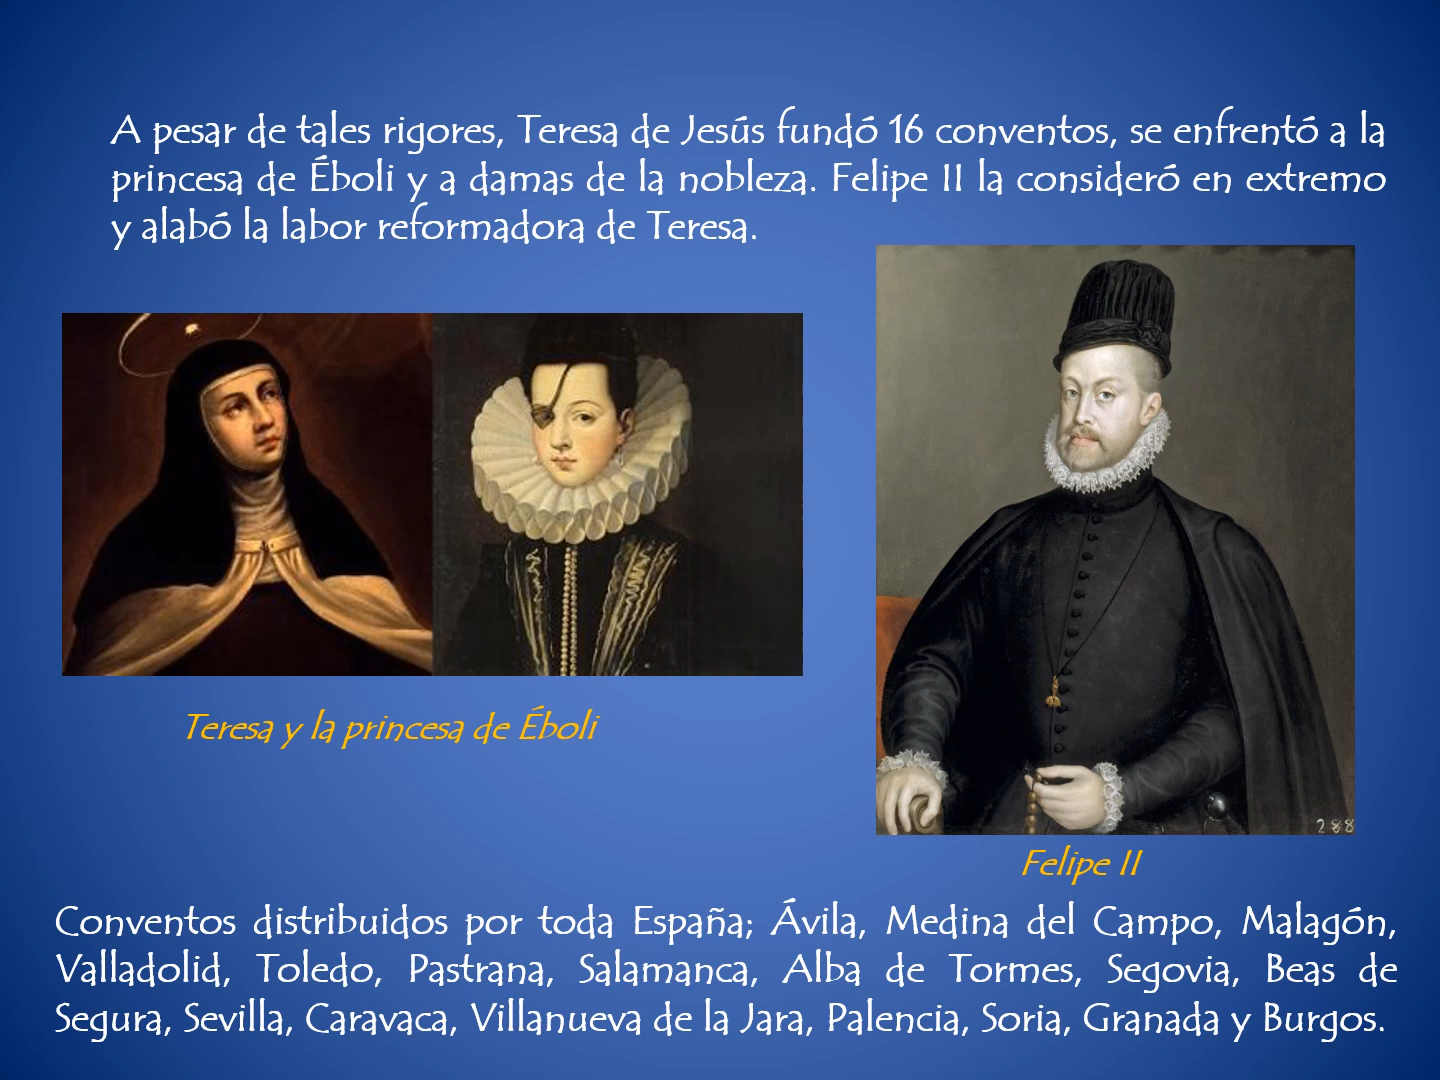 A pesar de tales rigores, Teresa de Jesús fundó 16 conventos, se enfrentó a la
princesa de Éboli y a damas de la nobleza. Felipe II la consideró en extremo
y alabó la labor reformadora de Teresa.
Teresa y la princesa de Éboli
288
Felipe II
Conventos distribuidos por toda España; Ávila, Medina del Campo, Malagón,
Valladolid, Toledo, Pastrana, Salamanca, Alba de Tormes, Segovia, Beas de
Segura, Sevilla, Caravaca, Villanueva de la Jara, Palencia, Soria, Granada y Burgos.